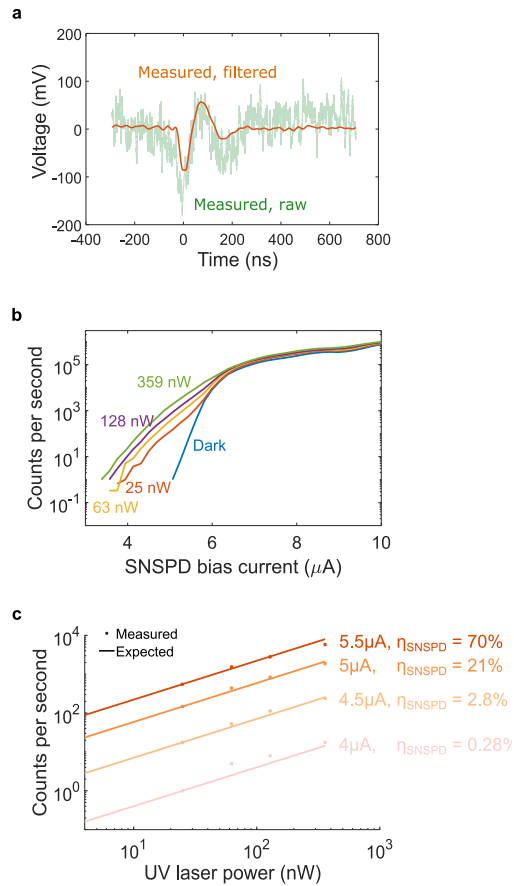 a
200
100
0
-100
-200
Voltage (mV)
Measured, filtered
Measured, raw
-400 -200 0 200 400 600 800
Time (ns)
b
10^5
10^3
10^1
10^-1
Counts per second
359 nW
128 nW
Dark
25 nW
63 nW
4 6 8 10
SNSPD bias current (μA)
c
10^4
10^2
10^0
Counts per second
Measured
Expected
5.5μA, η_SNSPD = 70%
5μA, η_SNSPD = 21%
4.5μA, η_SNSPD = 2.8%
4μA, η_SNSPD = 0.28%
10^1 10^2 10^3
UV laser power (nW)